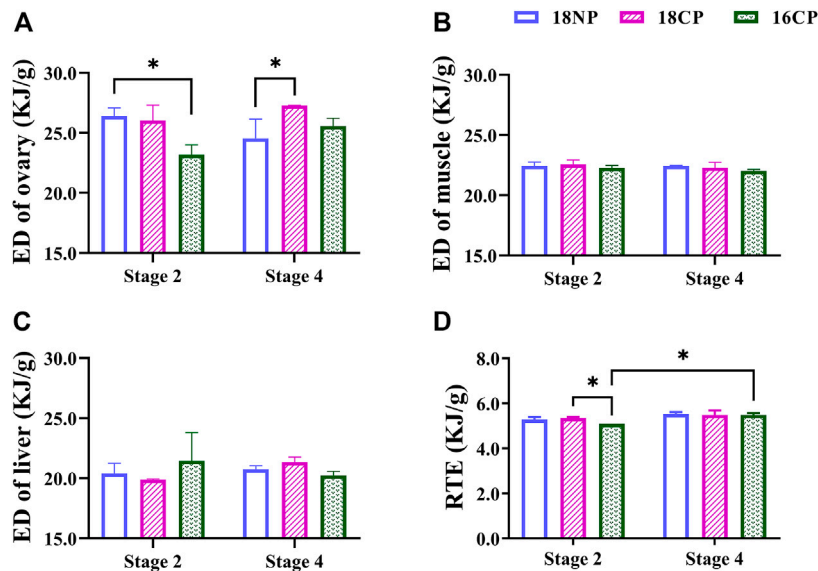 18NP 18CP 16CP
A
ED of ovary (KJ/g)
30.0
25.0
20.0
15.0
*
*
Stage 2 Stage 4
B
ED of muscle (KJ/g)
30.0
25.0
20.0
15.0
Stage 2 Stage 4
C
ED of liver (KJ/g)
30.0
25.0
20.0
15.0
Stage 2 Stage 4
D
RTE (KJ/g)
8.0
6.0
4.0
2.0
0.0
*
*
Stage 2 Stage 4